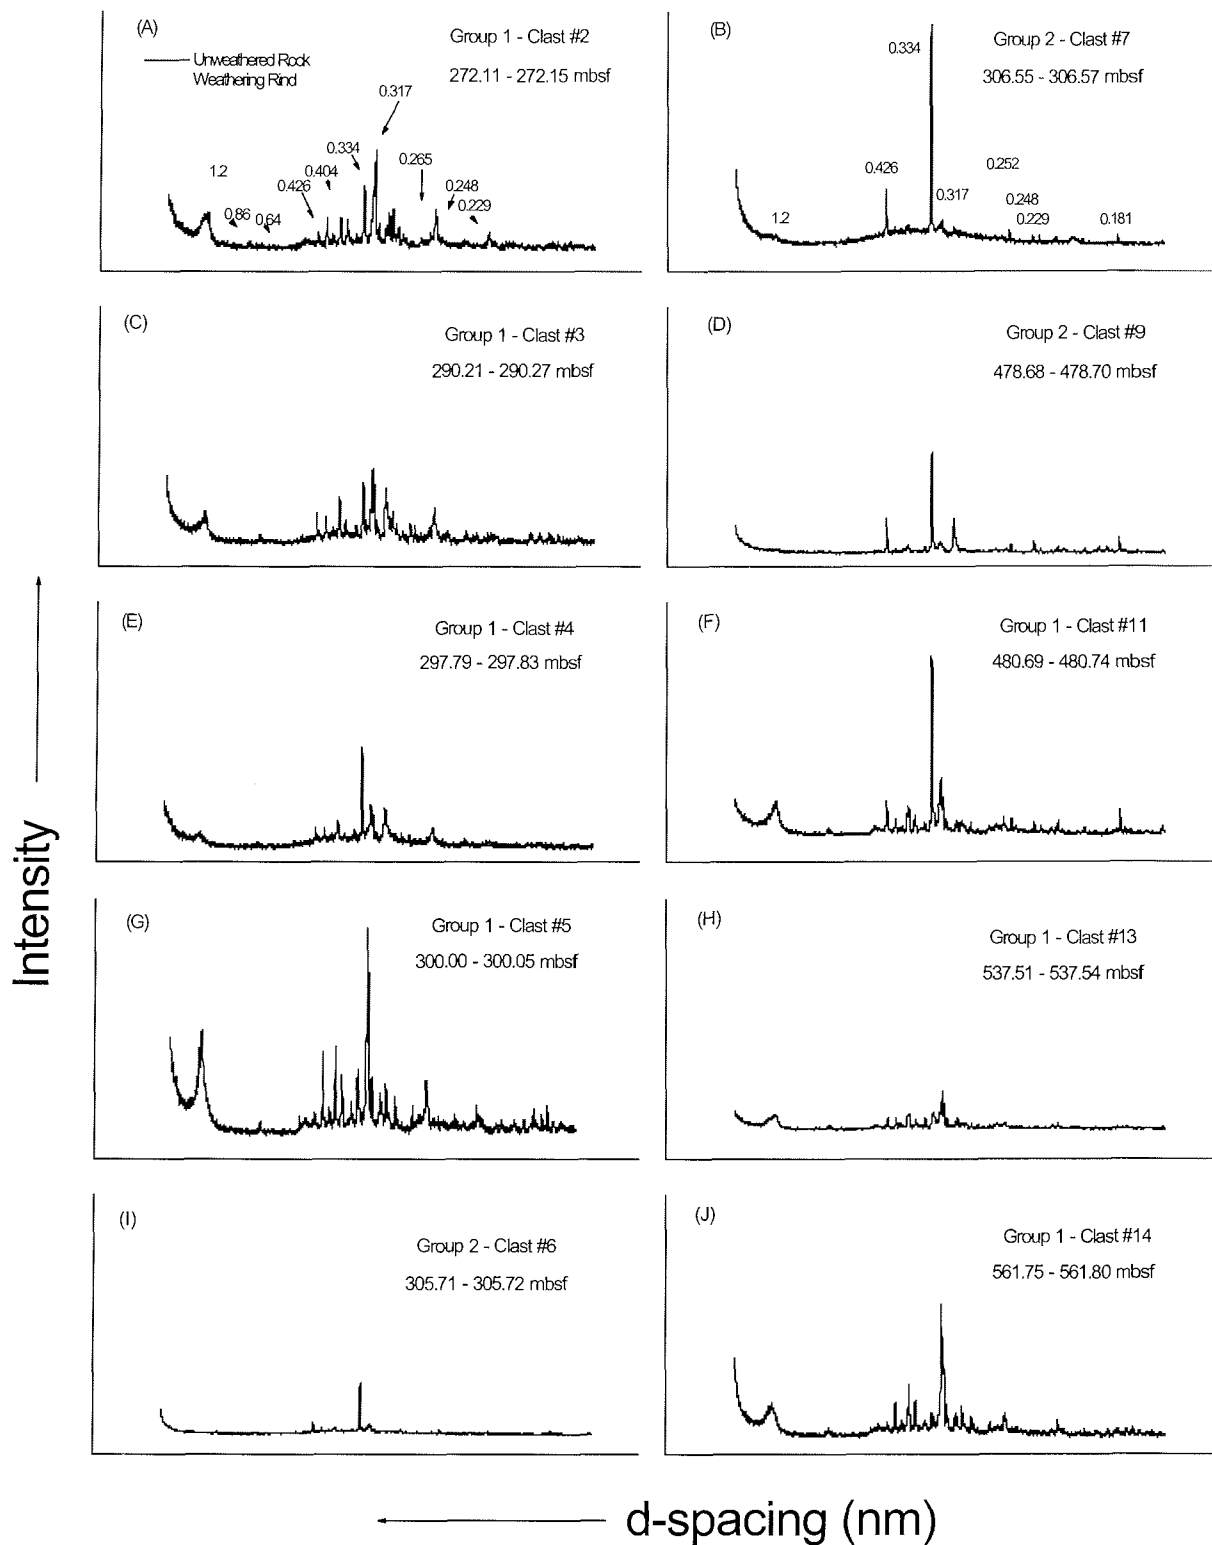 (A)
Group 1 - Clast #2
272.11 - 272.15 mbsf
Unweathered Rock
Weathering Rind
0.317
0.334
0.404
0.426
1.2
0.86
0.64
0.265
0.248
0.229
(B)
Group 2 - Clast #7
306.55 - 306.57 mbsf
0.334
0.426
0.317
1.2
0.252
0.248
0.229
0.181
(C)
Group 1 - Clast #3
290.21 - 290.27 mbsf
(D)
Group 2 - Clast #9
478.68 - 478.70 mbsf
(E)
Group 1 - Clast #4
297.79 - 297.83 mbsf
(F)
Group 1 - Clast #11
480.69 - 480.74 mbsf
(G)
Group 1 - Clast #5
300.00 - 300.05 mbsf
(H)
Group 1 - Clast #13
537.51 - 537.54 mbsf
(I)
Group 2 - Clast #6
305.71 - 305.72 mbsf
(J)
Group 1 - Clast #14
561.75 - 561.80 mbsf
Intensity
d-spacing (nm)